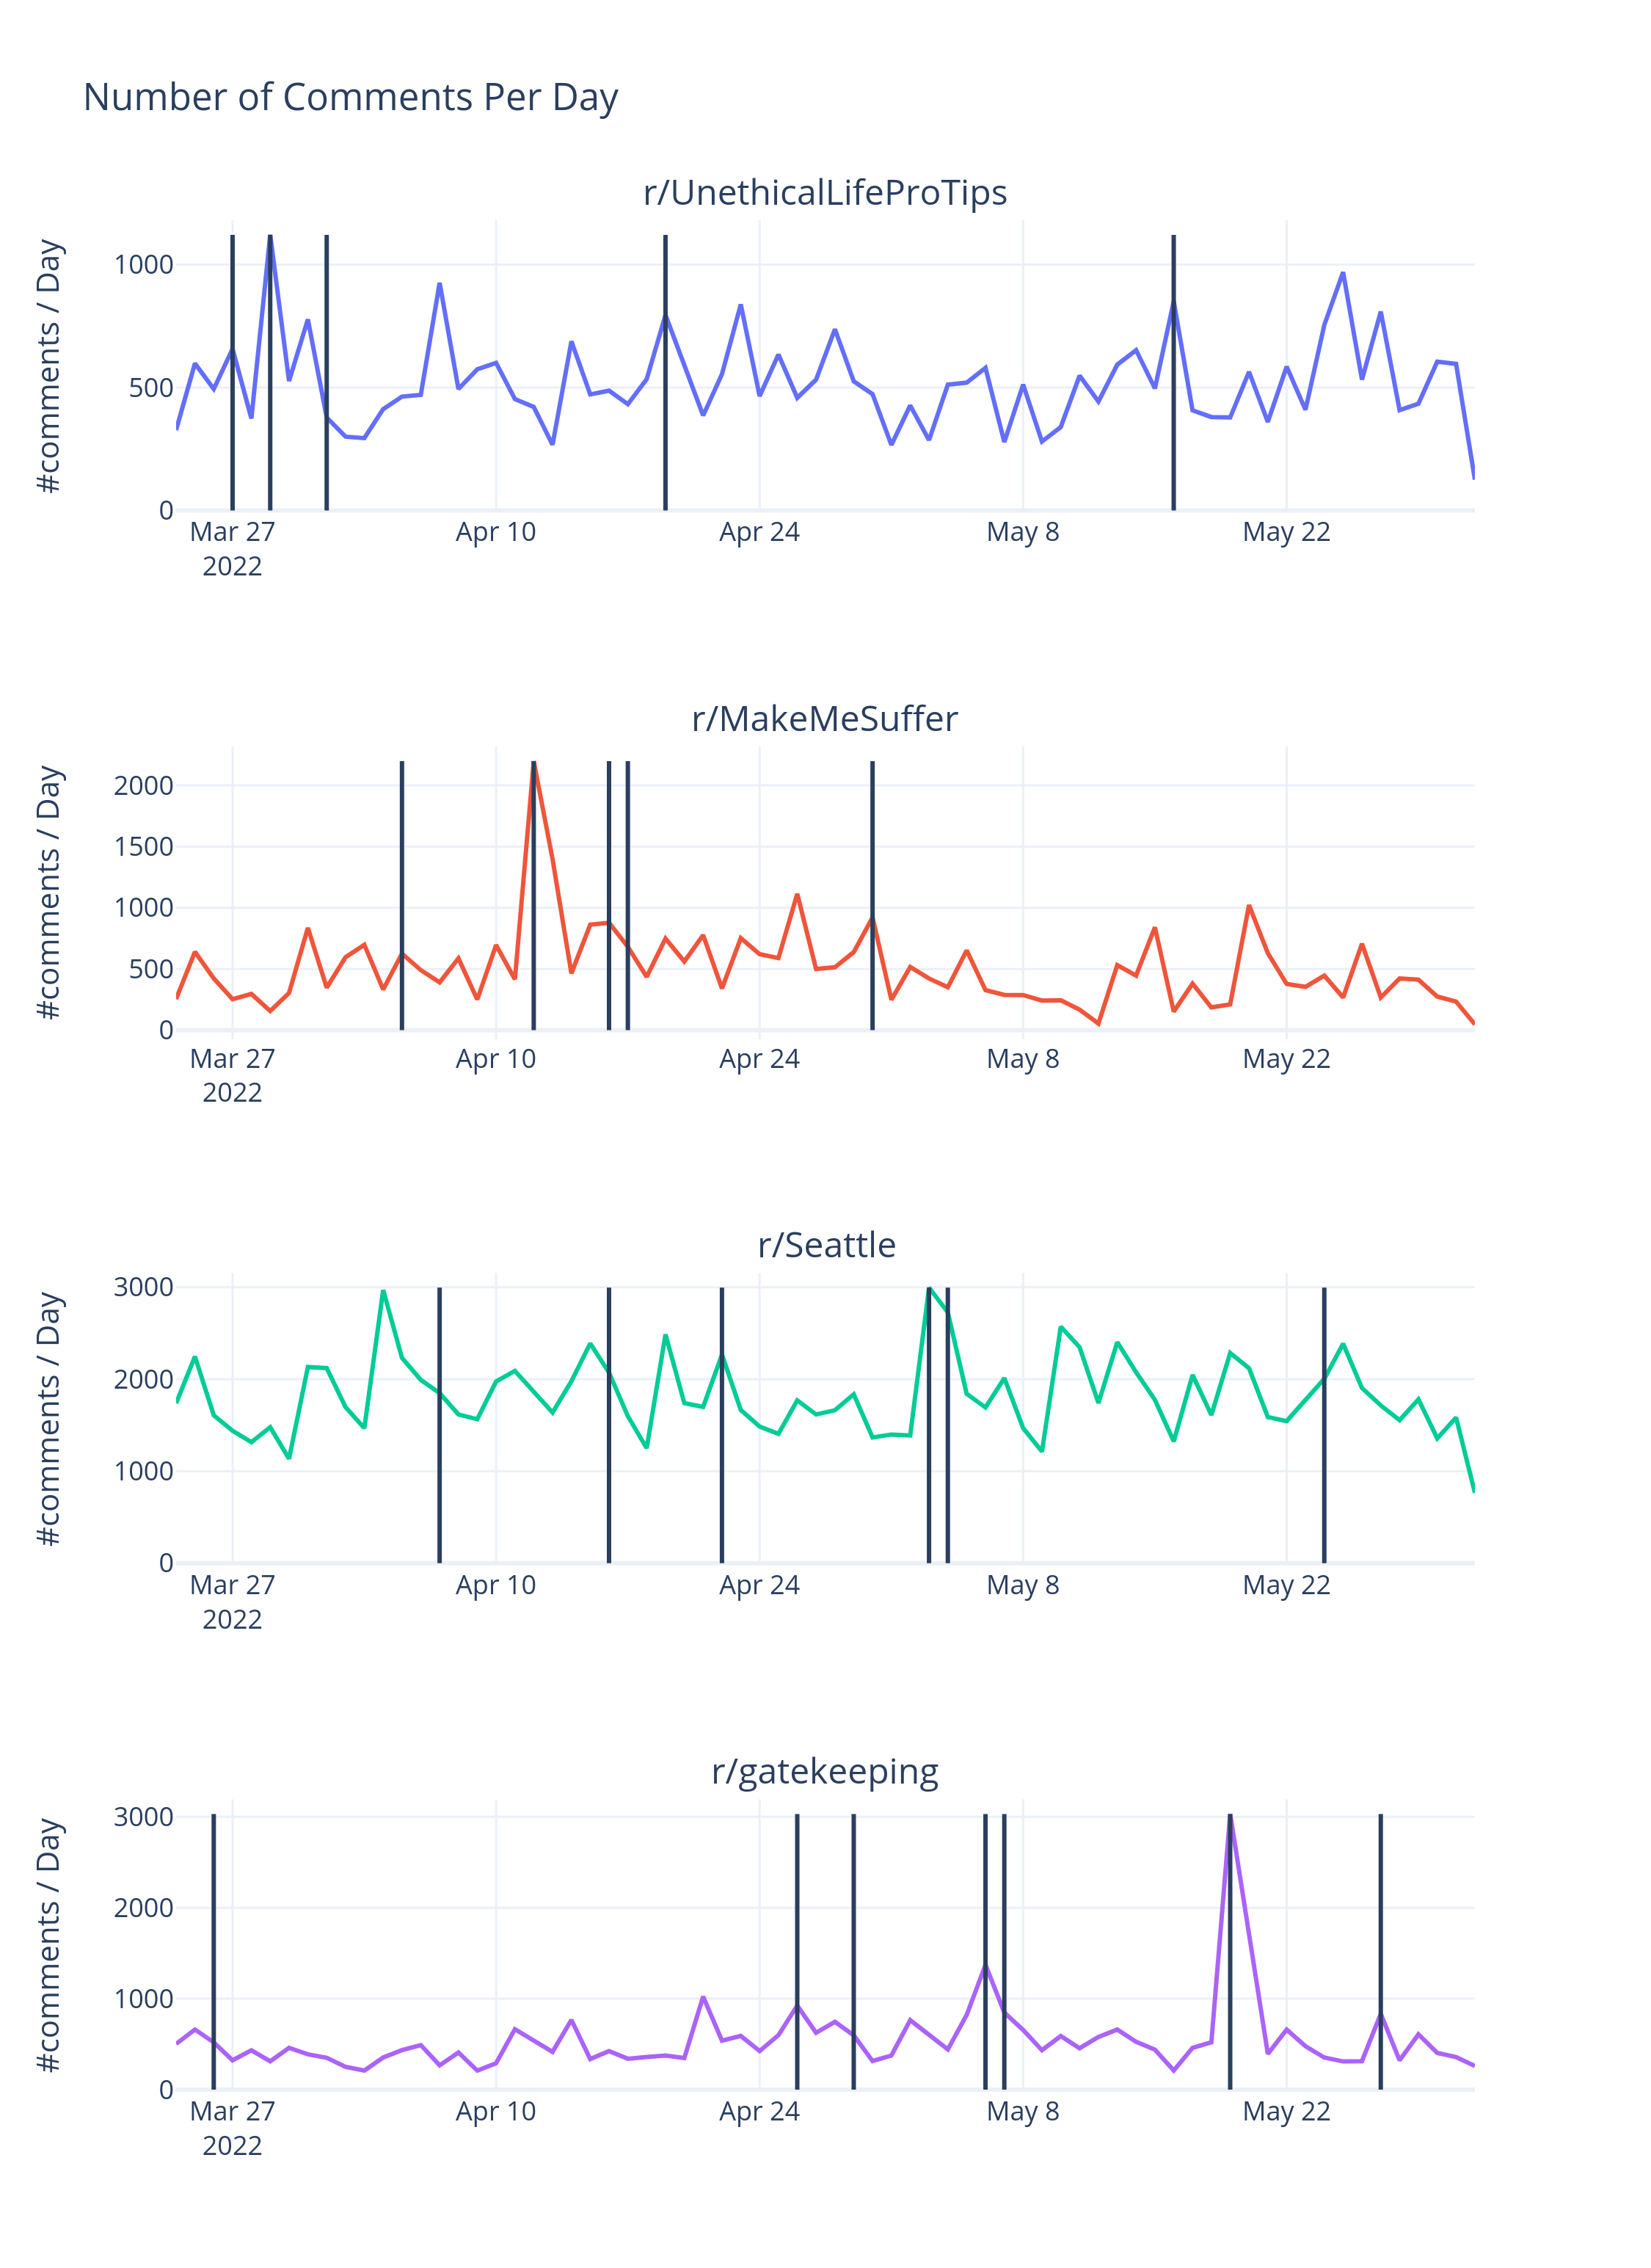 Number of Comments Per Day
r/UnethicalLifeProTips
#comments / Day
1000
500
0
Mar 27
2022
Apr 10
Apr 24
May 8
May 22
r/MakeMeSuffer
#comments / Day
2000
1500
1000
500
0
Mar 27
2022
Apr 10
Apr 24
May 8
May 22
r/Seattle
#comments / Day
3000
2000
1000
0
Mar 27
2022
Apr 10
Apr 24
May 8
May 22
r/gatekeeping
#comments / Day
3000
2000
1000
0
Mar 27
2022
Apr 10
Apr 24
May 8
May 22